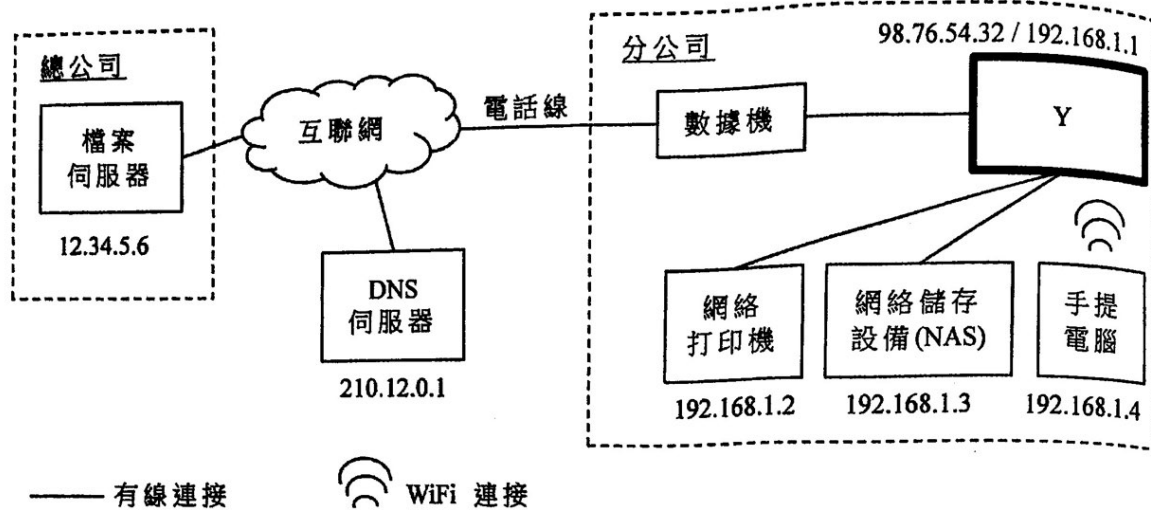 總公司
檔案
伺服器
12.34.5.6
互聯網
DNS
伺服器
210.12.0.1
電話線
分公司
數據機
98.76.54.32 / 192.168.1.1
Y
網絡
打印機
192.168.1.2
網絡儲存
設備(NAS)
192.168.1.3
手提
電腦
192.168.1.4
有線連接
WiFi 連接